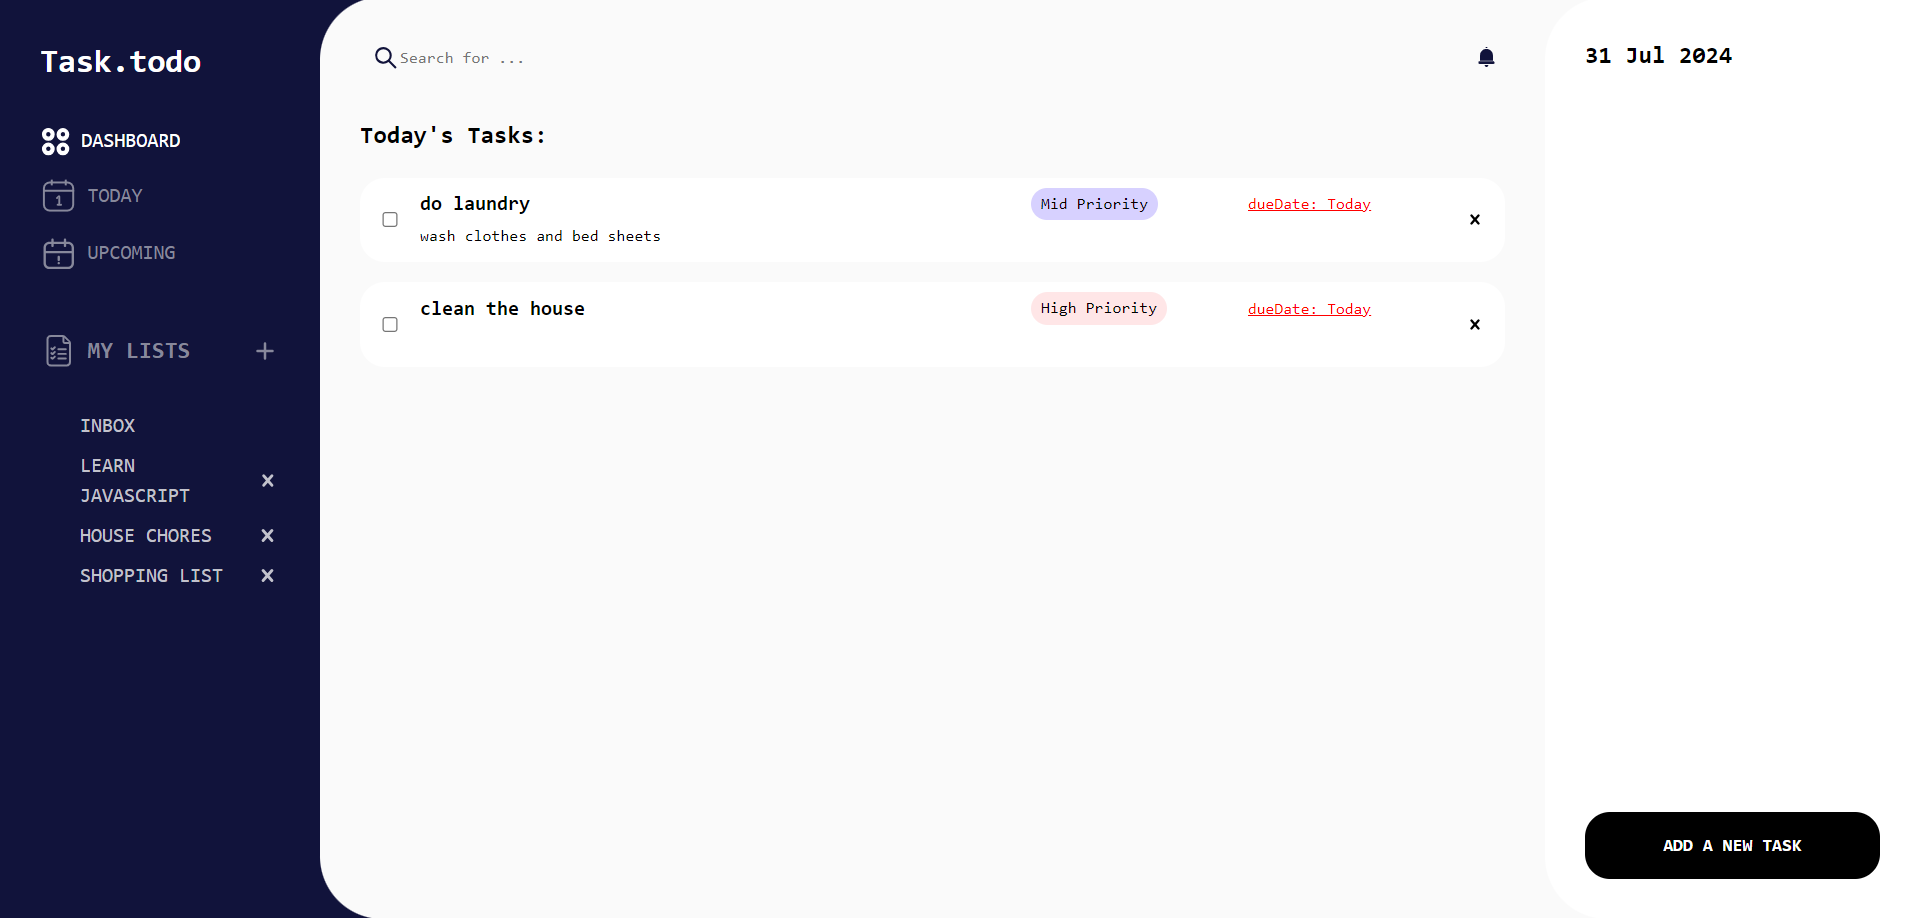 Task.todo
DASHBOARD
1
TODAY
!
UPCOMING
MY LISTS
+
INBOX
LEARN
JAVASCRIPT
x
HOUSE CHORES
x
SHOPPING LIST
x
Search for ...
Today's Tasks:
do laundry
wash clothes and bed sheets
Mid Priority
dueDate: Today
x
clean the house
High Priority
dueDate: Today
x
31 Jul 2024
ADD A NEW TASK